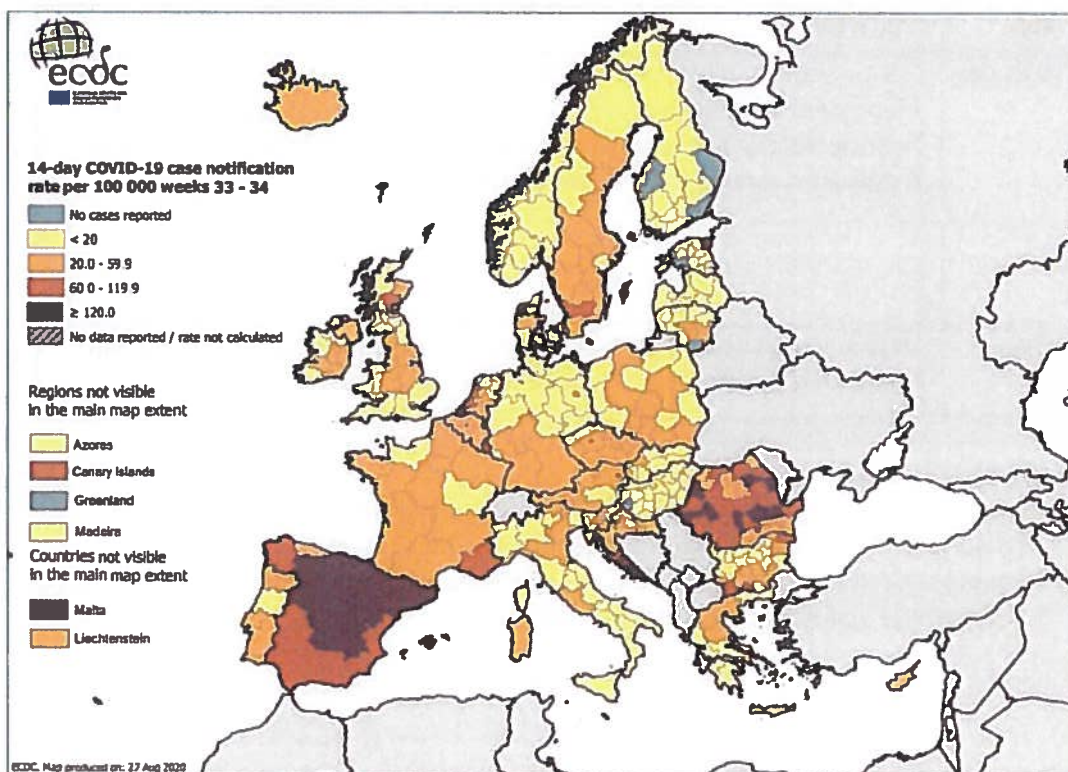 ecdc
14-day COVID-19 case notification
rate per 100 000 weeks 33 - 34
No cases reported
< 20
20.0 - 59.9
60 0 - 119 9
≥ 120.0
No data reported / rate not calculated
Regions not visible
in the main map extent
Azores
Canary Islands
Greenland
Madeira
Countries not visible
in the main map extent
Malta
Liechtenstein
ECDC. Map produced on: 27 Aug 2020